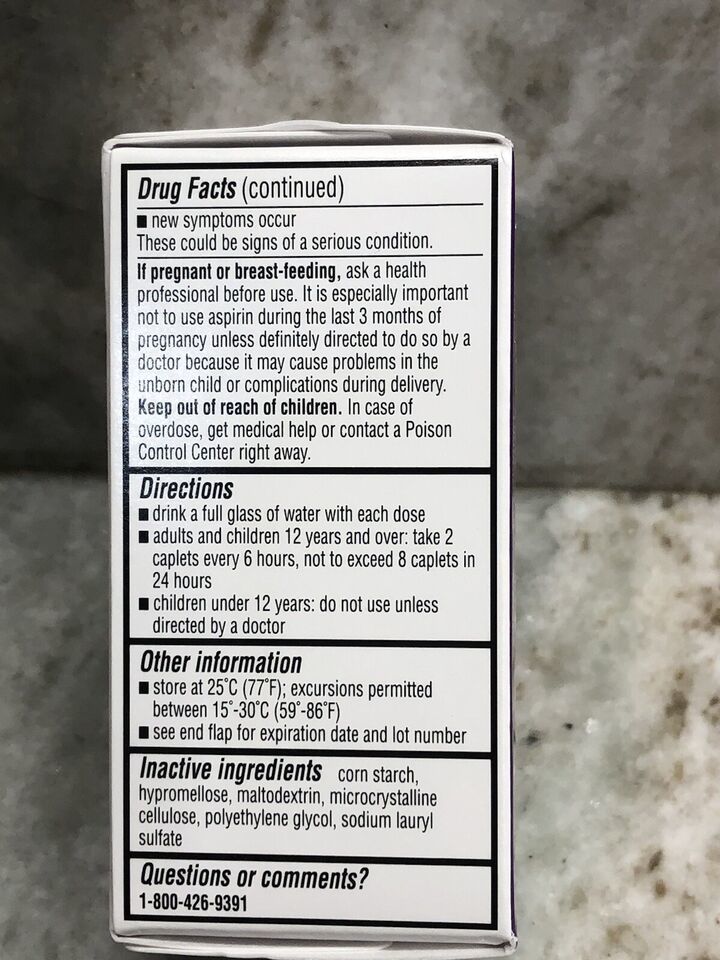 Drug Facts (continued)
■ new symptoms occur
These could be signs of a serious condition.
If pregnant or breast-feeding, ask a health
professional before use. It is especially important
not to use aspirin during the last 3 months of
pregnancy unless definitely directed to do so by a
doctor because it may cause problems in the
unborn child or complications during delivery.
Keep out of reach of children. In case of
overdose, get medical help or contact a Poison
Control Center right away.
Directions
■ drink a full glass of water with each dose
■ adults and children 12 years and over: take 2
caplets every 6 hours, not to exceed 8 caplets in
24 hours
■ children under 12 years: do not use unless
directed by a doctor
Other information
■ store at 25°C (77°F); excursions permitted
between 15°-30°C (59°-86°F)
■ see end flap for expiration date and lot number
Inactive ingredients corn starch,
hypromellose, maltodextrin, microcrystalline
cellulose, polyethylene glycol, sodium lauryl
sulfate
Questions or comments?
1-800-426-9391